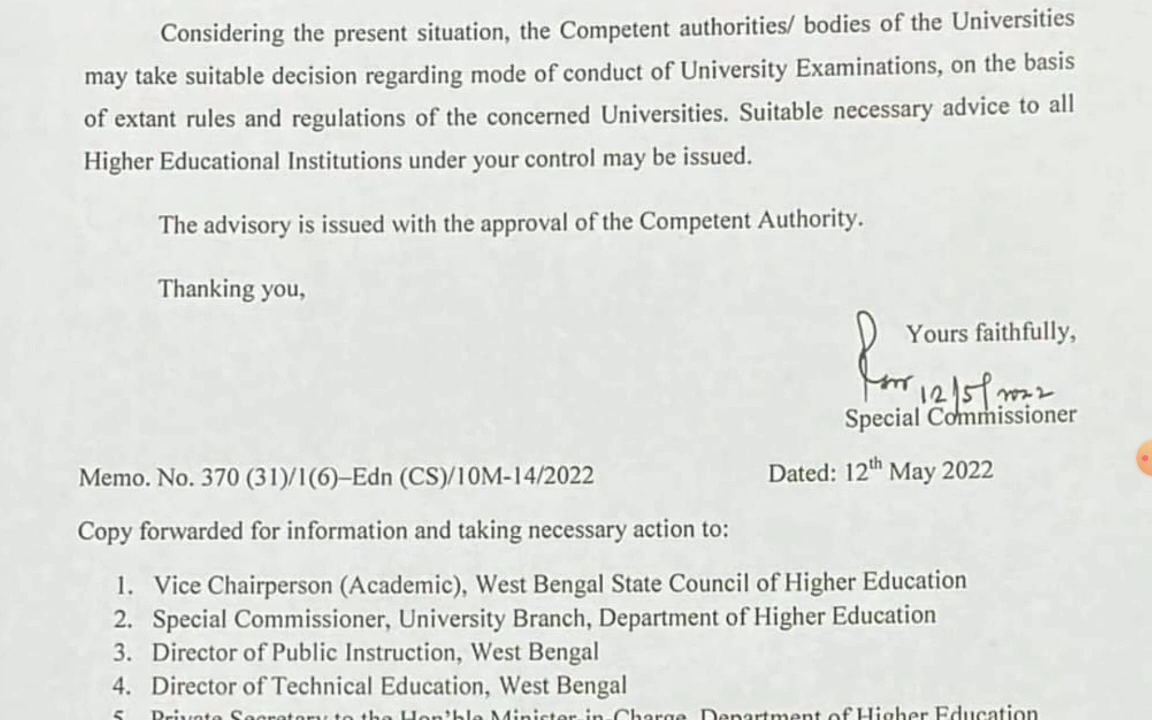 Considering the present situation, the Competent authorities/ bodies of the Universities
may take suitable decision regarding mode of conduct of University Examinations, on the basis
of extant rules and regulations of the concerned Universities. Suitable necessary advice to all
Higher Educational Institutions under your control may be issued.
The advisory is issued with the approval of the Competent Authority.
Thanking you,
Yours faithfully,
12/5/2022
Special Commissioner
Memo. No. 370 (31)/1(6)–Edn (CS)/10M-14/2022 Dated: 12th May 2022
Copy forwarded for information and taking necessary action to:
1. Vice Chairperson (Academic), West Bengal State Council of Higher Education
2. Special Commissioner, University Branch, Department of Higher Education
3. Director of Public Instruction, West Bengal
4. Director of Technical Education, West Bengal
5. Private Secretary to the Hon'ble Minister-in-Charge, Department of Higher Education